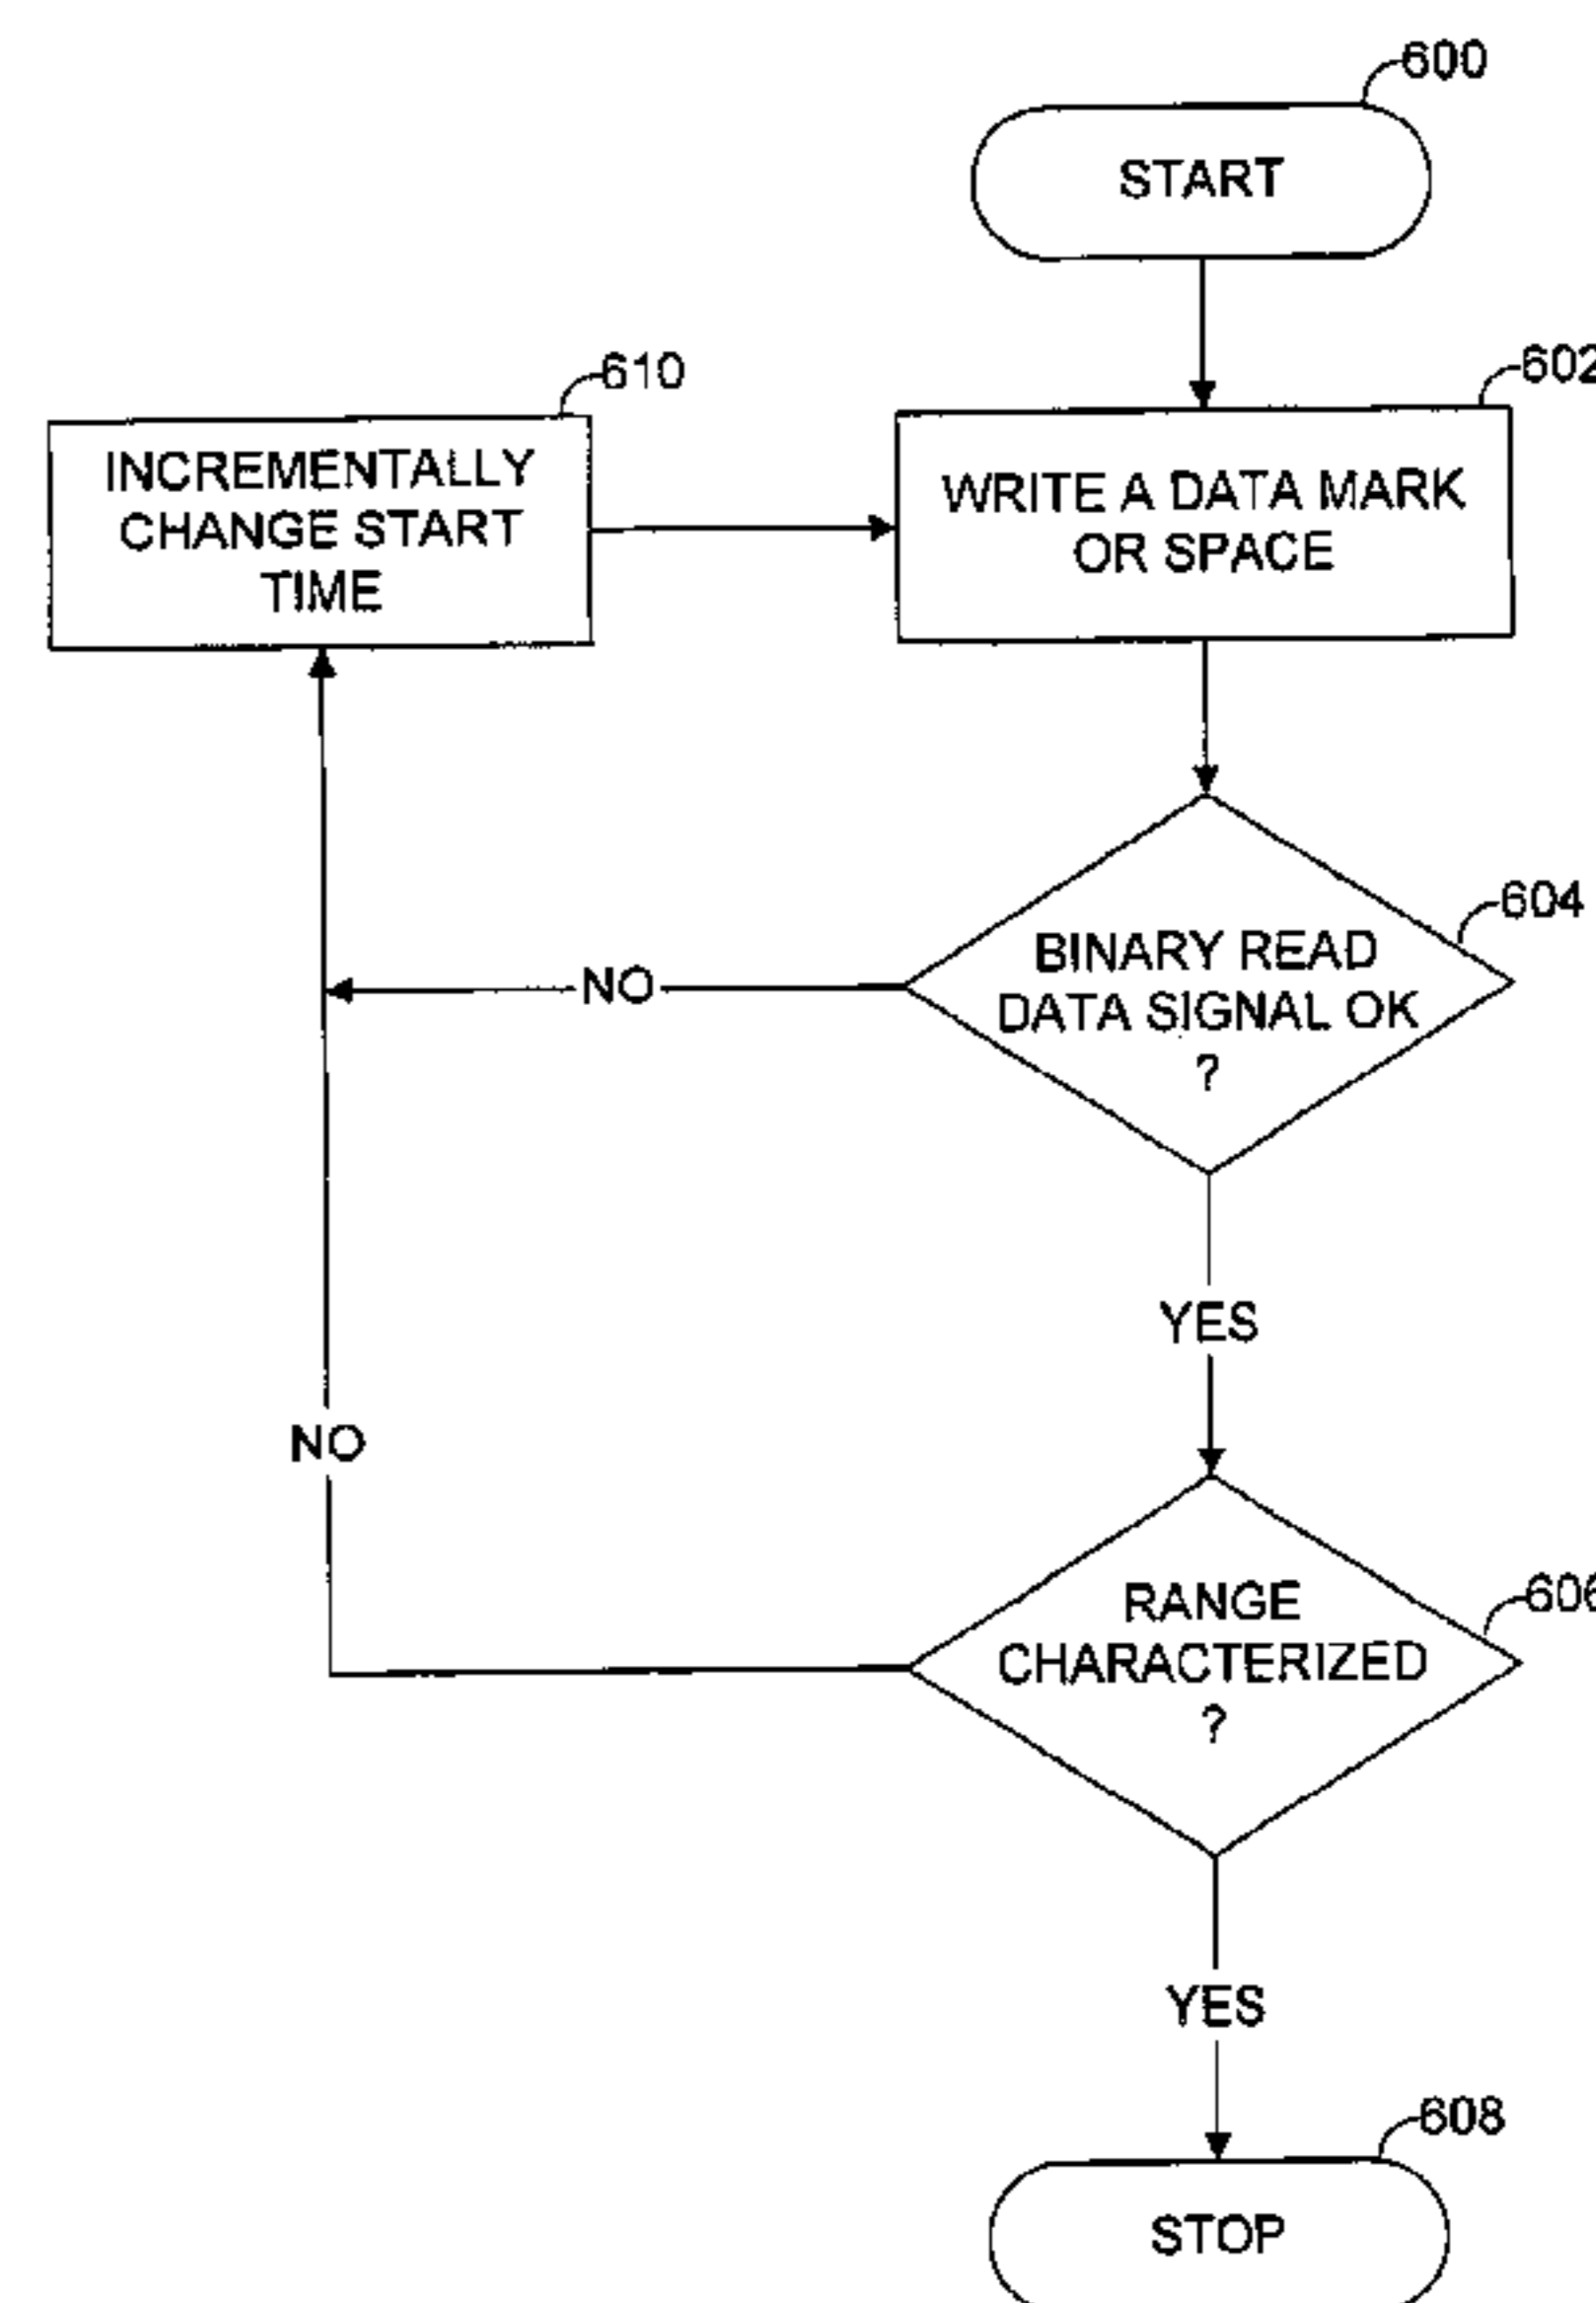 600
START
610
602
INCREMENTALLY
CHANGE START
TIME
WRITE A DATA MARK
OR SPACE
604
BINARY READ
DATA SIGNAL OK
?
NO
YES
NO
606
RANGE
CHARACTERIZED
?
YES
608
STOP